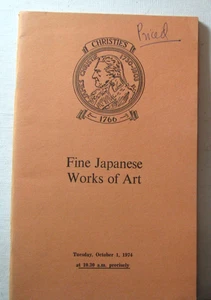 Priced
CHRISTIE'S
1766
Fine Japanese
Works of Art
Tuesday, October 1, 1974
at 10.30 a.m. precisely